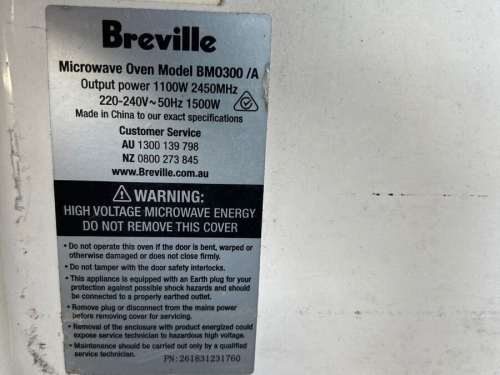 Breville
Microwave Oven Model BMO300 /A
Output power 1100W 2450MHz
220-240V~50Hz 1500W
Made in China to our exact specifications
Customer Service
AU 1300 139 798
NZ 0800 273 845
www.Breville.com.au
WARNING:
HIGH VOLTAGE MICROWAVE ENERGY
DO NOT REMOVE THIS COVER
• Do not operate this oven if the door is bent, warped or
otherwise damaged or does not close firmly.
• Do not tamper with the door safety interlocks.
• This appliance is equipped with an Earth plug for your
protection against possible shock hazards and should
be connected to a properly earthed outlet.
• Remove plug or disconnect from the mains power
before removing cover for servicing.
• Removal of the enclosure with product energized could
expose service technician to hazardous high voltage.
• Maintenance should be carried out only by a qualified
service technician.
PN: 261831231760